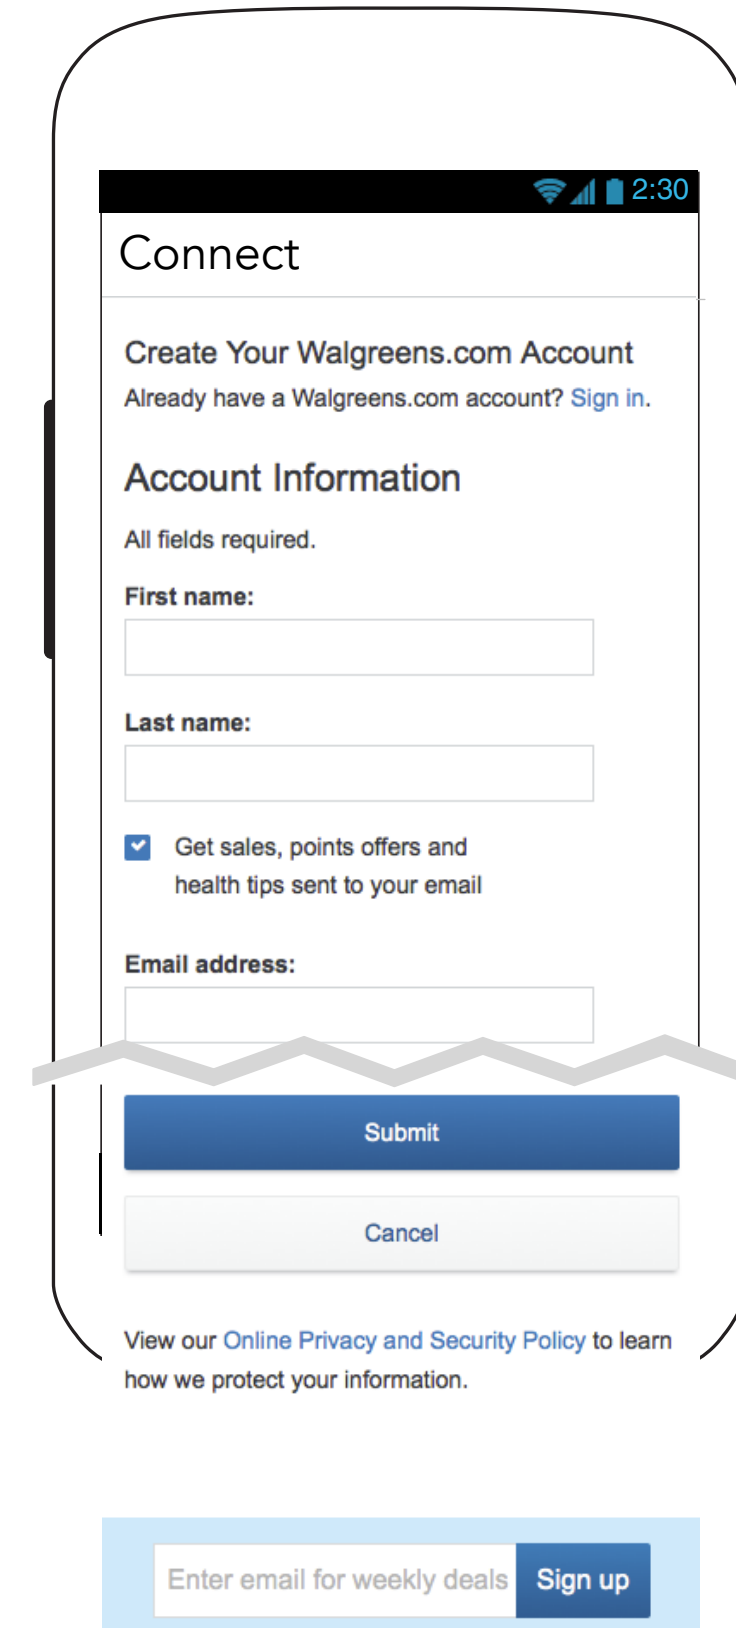 2:30
Connect
Create Your Walgreens.com Account
Already have a Walgreens.com account? Sign in.
Account Information
All fields required.
First name:
Last name:
Get sales, points offers and
health tips sent to your email
Email address:
Submit
Cancel
View our Online Privacy and Security Policy to learn
how we protect your information.
Enter email for weekly deals Sign up